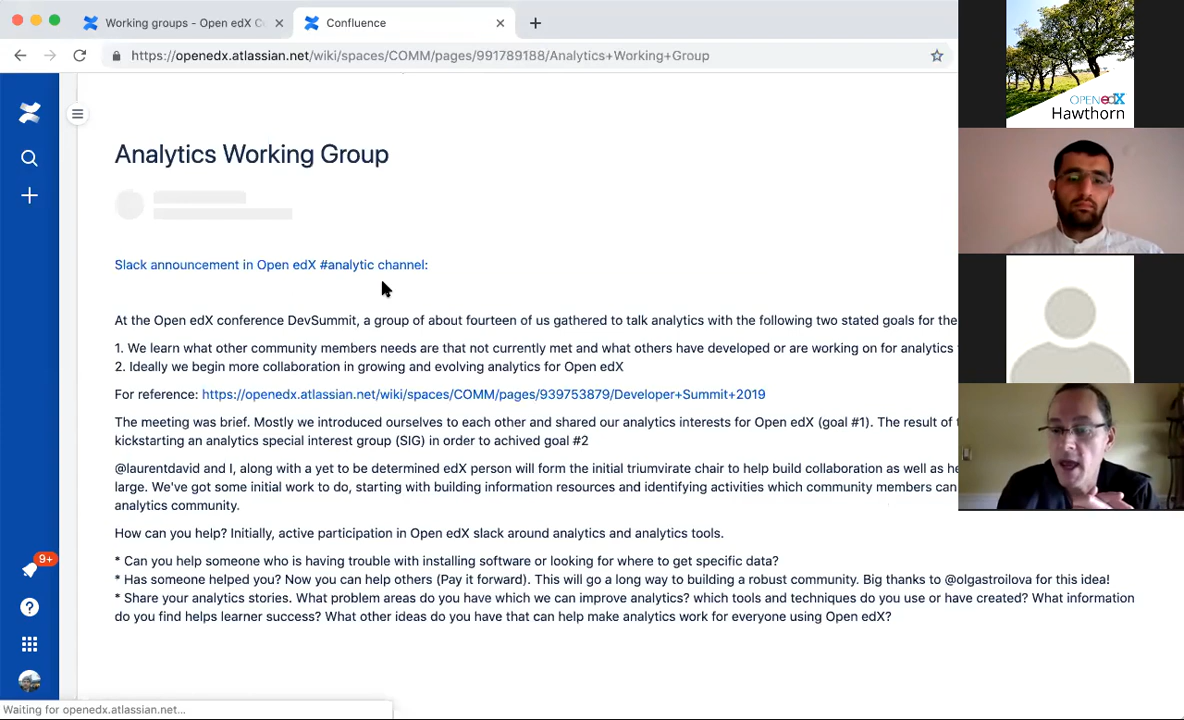 Working groups - Open edX C
Confluence
https://openedx.atlassian.net/wiki/spaces/COMM/pages/991789188/Analytics+Working+Group
OPEN edX
Hawthorn
Analytics Working Group
Slack announcement in Open edX #analytic channel:
At the Open edX conference DevSummit, a group of about fourteen of us gathered to talk analytics with the following two stated goals for the
1. We learn what other community members needs are that not currently met and what others have developed or are working on for analytics
2. Ideally we begin more collaboration in growing and evolving analytics for Open edX
For reference: https://openedx.atlassian.net/wiki/spaces/COMM/pages/939753879/Developer+Summit+2019
The meeting was brief. Mostly we introduced ourselves to each other and shared our analytics interests for Open edX (goal #1). The result of
kickstarting an analytics special interest group (SIG) in order to achived goal #2
@laurentdavid and I, along with a yet to be determined edX person will form the initial triumvirate chair to help build collaboration as well as he
large. We've got some initial work to do, starting with building information resources and identifying activities which community members can
analytics community.
How can you help? Initially, active participation in Open edX slack around analytics and analytics tools.
* Can you help someone who is having trouble with installing software or looking for where to get specific data?
* Has someone helped you? Now you can help others (Pay it forward). This will go a long way to building a robust community. Big thanks to @olgastroilova for this idea!
* Share your analytics stories. What problem areas do you have which we can improve analytics? which tools and techniques do you use or have created? What information
do you find helps learner success? What other ideas do you have that can help make analytics work for everyone using Open edX?
9+
Waiting for openedx.atlassian.net...